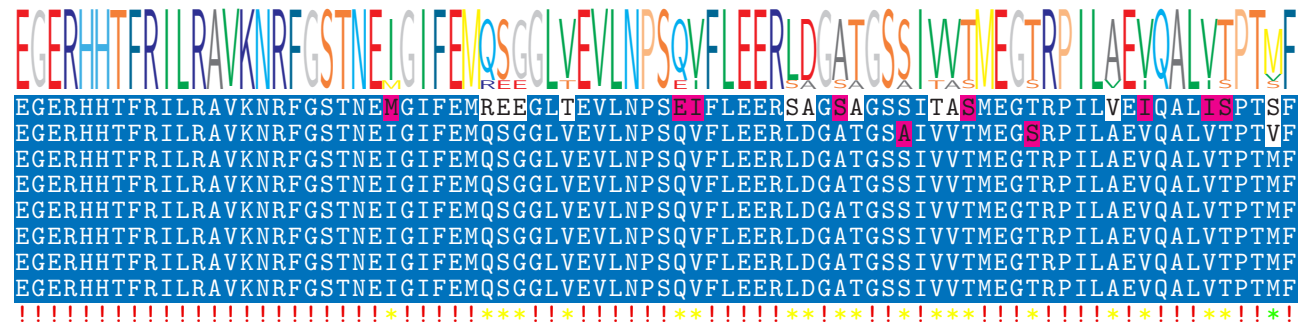 EGERHHTFRILRAVKNRFGSTNEIGIFEMQSGGLVEVLNPSQVFLEERLDGATGSSIVVTMEGTRPILAEVQALVTPTMF
EGERHHTFRILRAVKNRFGSTNEMGIFEMREEGLTEVLNPSEIFLEERSAGSAGSSITASMEGTRPILVEIQALISPTSF
EGERHHTFRILRAVKNRFGSTNEIGIFEMQSGGLVEVLNPSQVFLEERLDGATGSAIVVTMEGSRPILAEVQALVTPTVF
EGERHHTFRILRAVKNRFGSTNEIGIFEMQSGGLVEVLNPSQVFLEERLDGATGSSIVVTMEGTRPILAEVQALVTPTMF
EGERHHTFRILRAVKNRFGSTNEIGIFEMQSGGLVEVLNPSQVFLEERLDGATGSSIVVTMEGTRPILAEVQALVTPTMF
EGERHHTFRILRAVKNRFGSTNEIGIFEMQSGGLVEVLNPSQVFLEERLDGATGSSIVVTMEGTRPILAEVQALVTPTMF
EGERHHTFRILRAVKNRFGSTNEIGIFEMQSGGLVEVLNPSQVFLEERLDGATGSSIVVTMEGTRPILAEVQALVTPTMF
EGERHHTFRILRAVKNRFGSTNEIGIFEMQSGGLVEVLNPSQVFLEERLDGATGSSIVVTMEGTRPILAEVQALVTPTMF
EGERHHTFRILRAVKNRFGSTNEIGIFEMQSGGLVEVLNPSQVFLEERLDGATGSSIVVTMEGTRPILAEVQALVTPTMF
!!!!!!!!!!!!!!!!!!!!!!!*!!!!!***!!*!!!!!!**!!!!!**!**!!*!***!!!*!!!!*!*!!!**!!*!